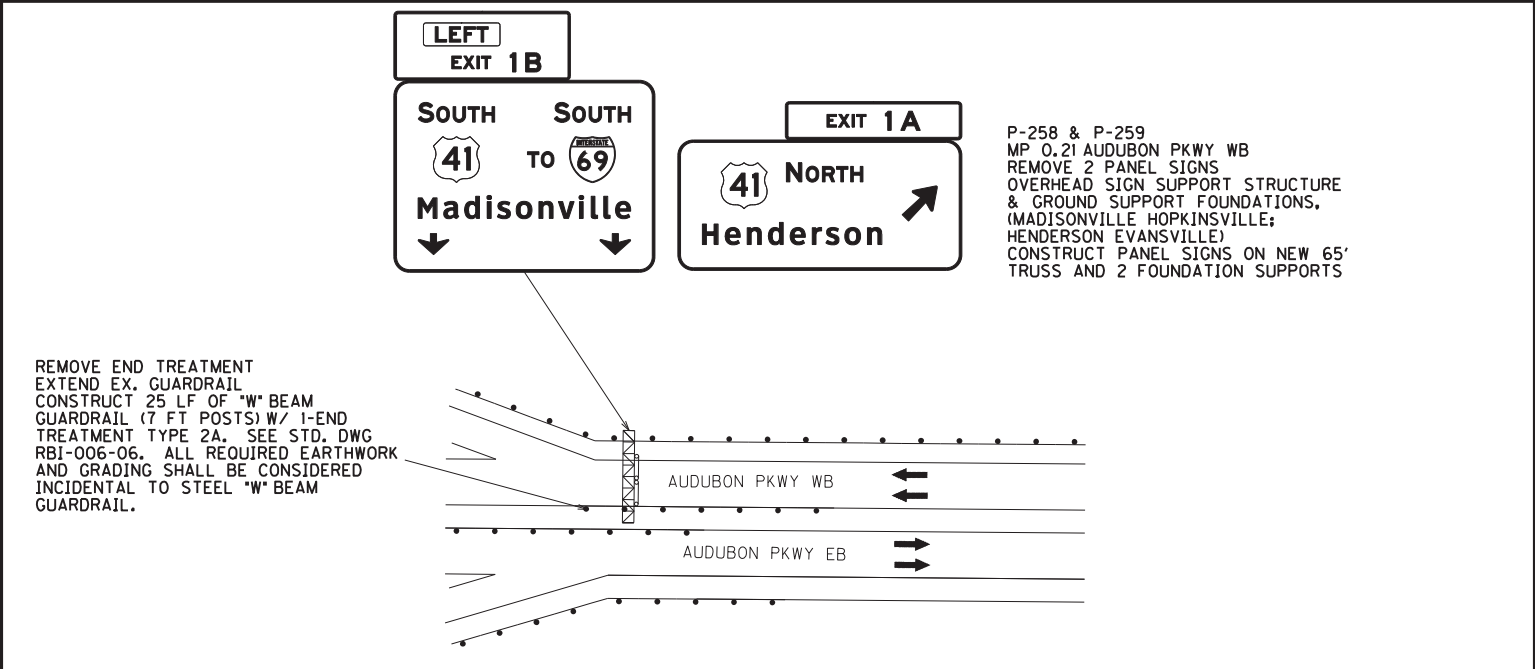 LEFT
EXIT 1B
SOUTH SOUTH
41 TO INTERSTATE 69
Madisonville
EXIT 1A
41 NORTH
Henderson
P-258 & P-259
MP 0.21 AUDUBON PKWY WB
REMOVE 2 PANEL SIGNS
OVERHEAD SIGN SUPPORT STRUCTURE
& GROUND SUPPORT FOUNDATIONS.
(MADISONVILLE HOPKINSVILLE;
HENDERSON EVANSVILLE)
CONSTRUCT PANEL SIGNS ON NEW 65'
TRUSS AND 2 FOUNDATION SUPPORTS
REMOVE END TREATMENT
EXTEND EX. GUARDRAIL
CONSTRUCT 25 LF OF "W" BEAM
GUARDRAIL (7 FT POSTS) W/ 1-END
TREATMENT TYPE 2A. SEE STD. DWG
RBI-006-06. ALL REQUIRED EARTHWORK
AND GRADING SHALL BE CONSIDERED
INCIDENTAL TO STEEL "W" BEAM
GUARDRAIL.
AUDUBON PKWY WB
AUDUBON PKWY EB